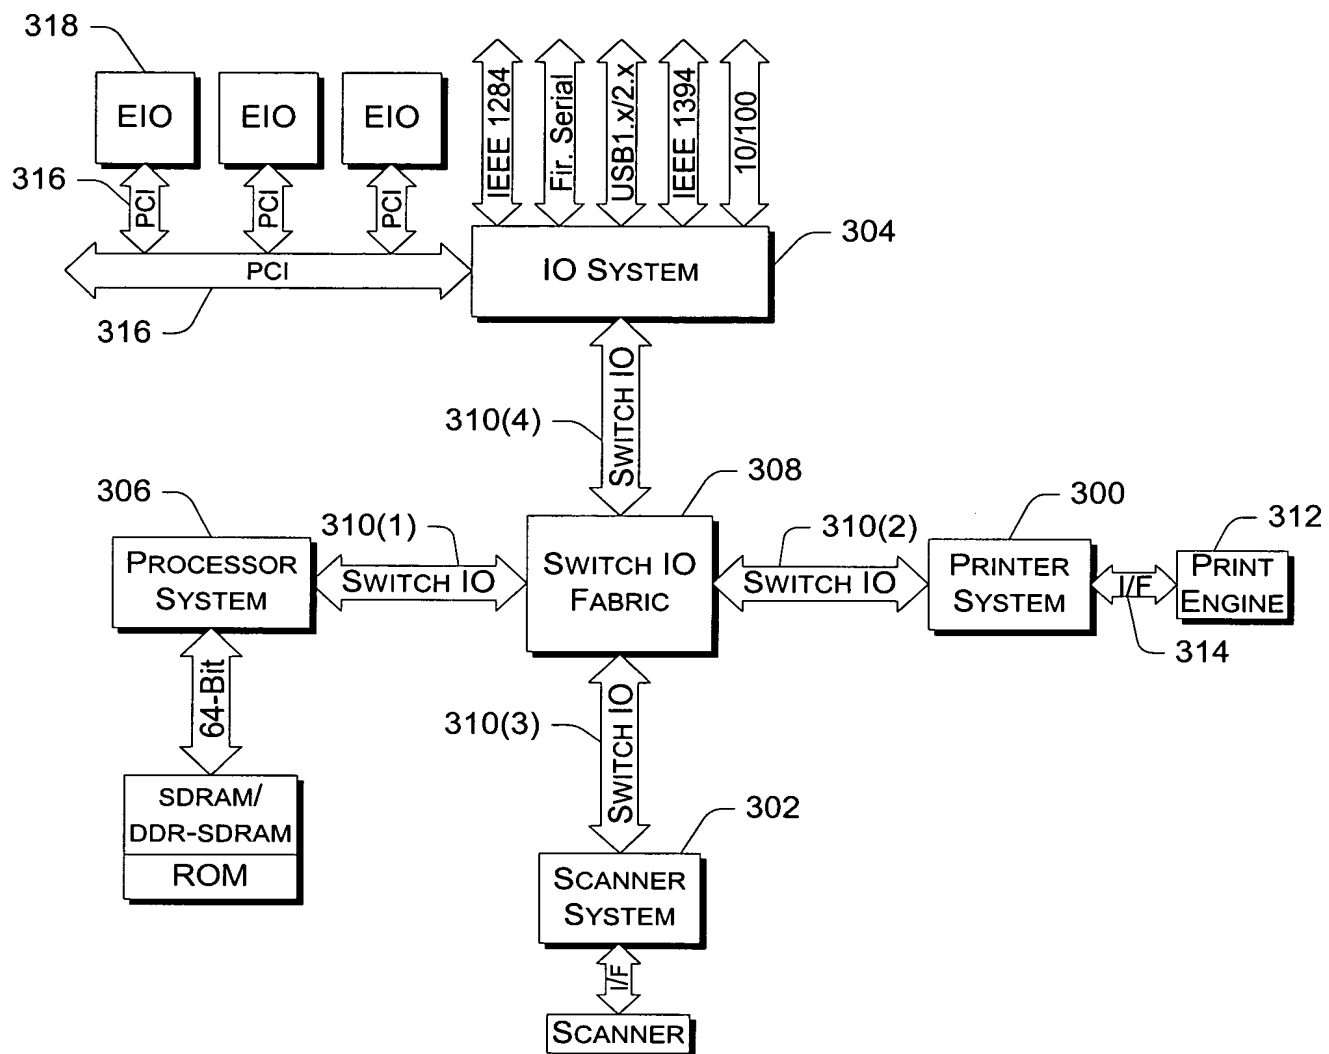 318
EIO
EIO
EIO
IEEE 1284
Fir. Serial
USB1.x/2.x
IEEE 1394
10/100
316
PCI
PCI
PCI
304
PCI
IO SYSTEM
316
SWITCH IO
310(4)
308
306
300
310(1)
310(2)
312
PROCESSOR
SYSTEM
SWITCH IO
SWITCH IO
FABRIC
SWITCH IO
PRINTER
SYSTEM
I/F
PRINT
ENGINE
314
64-Bit
SWITCH IO
310(3)
SDRAM/
DDR-SDRAM
ROM
302
SCANNER
SYSTEM
I/F
SCANNER